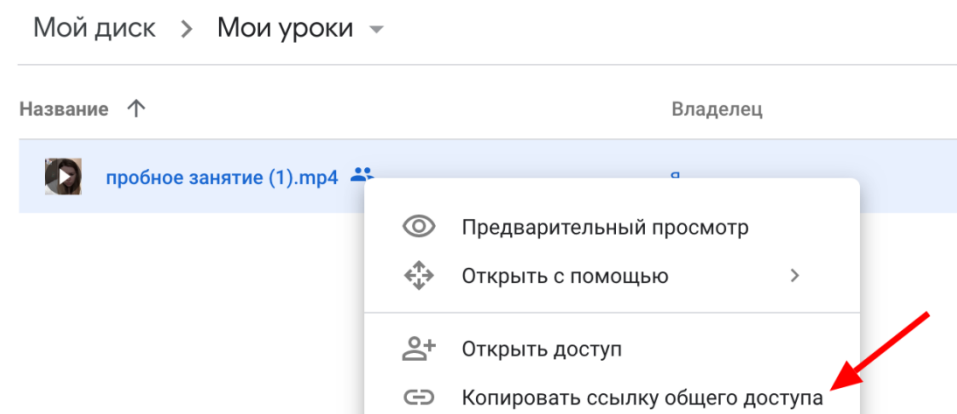 Мой диск > Мои уроки
Название ↑ Владелец
пробное занятие (1).mp4 я
Предварительный просмотр
Открыть с помощью >
Открыть доступ
Копировать ссылку общего доступа